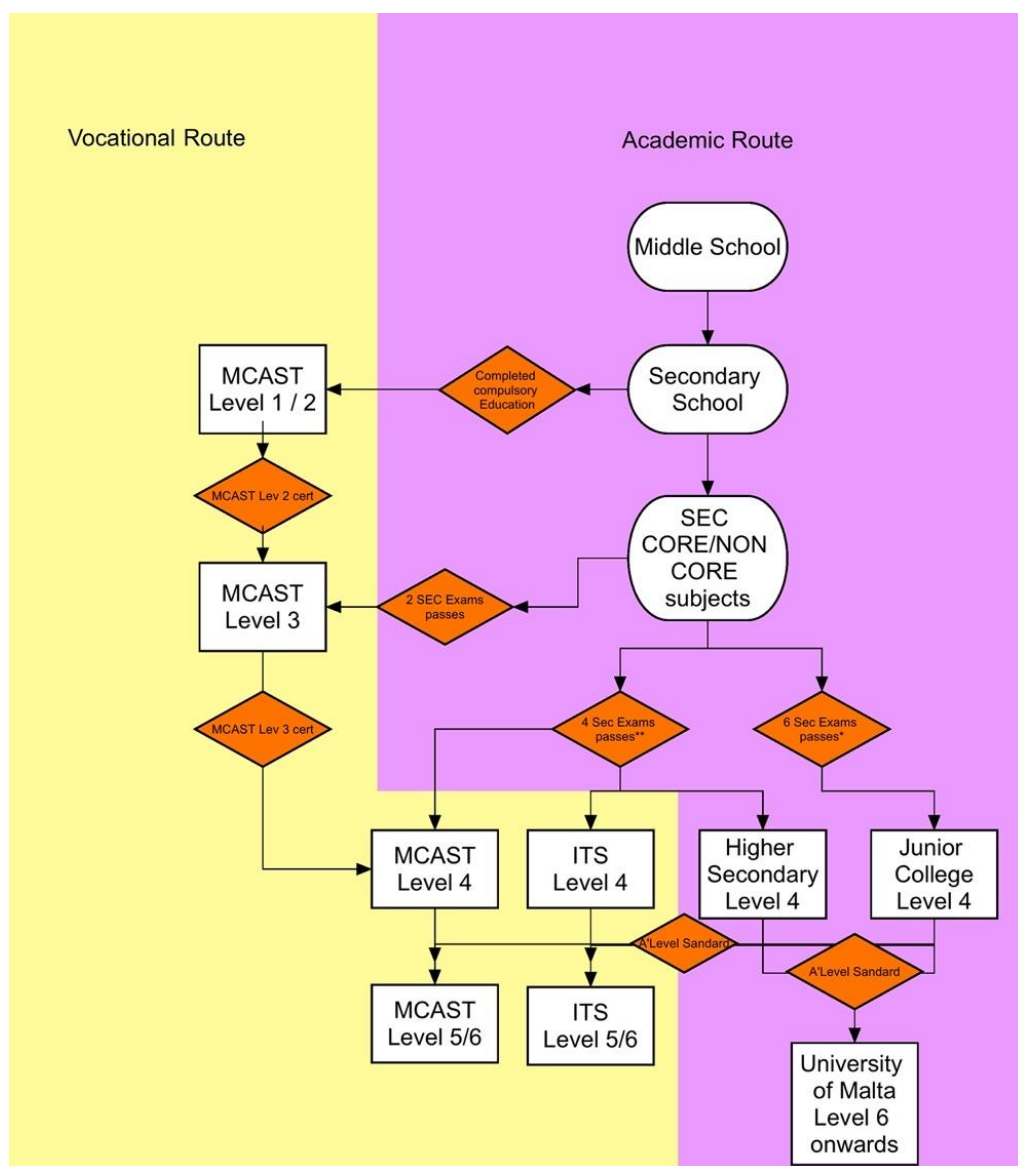 Vocational Route
Academic Route
Middle School
Secondary
School
Completed
compulsory
Education
MCAST
Level 1 / 2
MCAST Lev 2 cert
SEC
CORE/NON
CORE
subjects
2 SEC Exams
passes
MCAST
Level 3
MCAST Lev 3 cert
4 Sec Exams
passes**
6 Sec Exams
passes*
MCAST
Level 4
ITS
Level 4
Higher
Secondary
Level 4
Junior
College
Level 4
A'Level Sandard
A'Level Sandard
MCAST
Level 5/6
ITS
Level 5/6
University
of Malta
Level 6
onwards